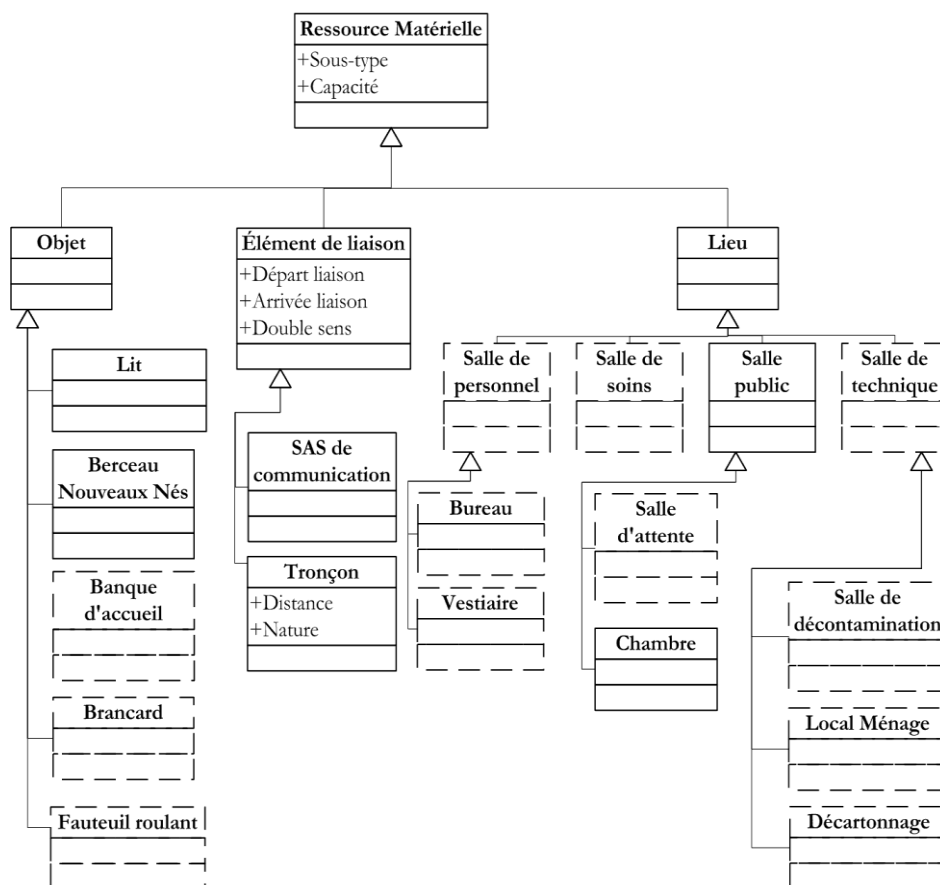 Ressource Matérielle
+Sous-type
+Capacité
Objet
Élément de liaison
+Départ liaison
+Arrivée liaison
+Double sens
Lieu
Lit
Berceau
Nouveaux Nés
Banque
d'accueil
Brancard
Fauteuil roulant
SAS de
communication
Tronçon
+Distance
+Nature
Salle de
personnel
Salle de
soins
Salle
public
Salle de
technique
Bureau
Vestiaire
Salle
d'attente
Chambre
Salle de
décontamination
Local Ménage
Décartonnage